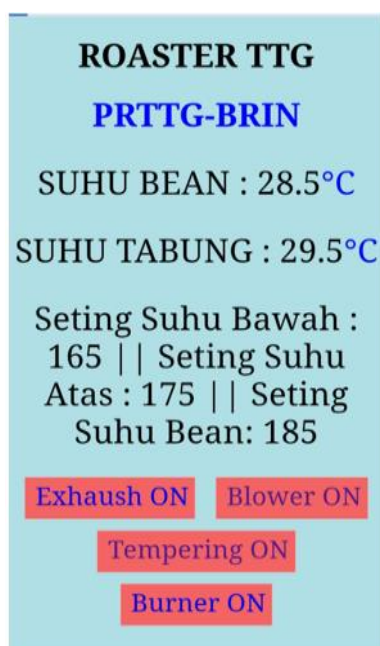 ROASTER TTG
PRTTG-BRIN
SUHU BEAN : 28.5°C
SUHU TABUNG : 29.5°C
Seting Suhu Bawah :
165 || Seting Suhu
Atas : 175 || Seting
Suhu Bean: 185
Exhaush ON Blower ON
Tempering ON
Burner ON